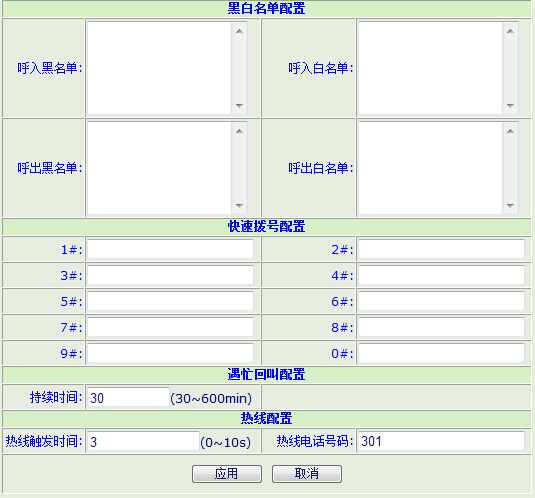 黑白名单配置
呼入黑名单: 呼入白名单:
呼出黑名单: 呼出白名单:
快速拨号配置
1#: 2#:
3#: 4#:
5#: 6#:
7#: 8#:
9#: 0#:
遇忙回叫配置
持续时间: 30 (30~600min)
热线配置
热线触发时间: 3 (0~10s) 热线电话号码: 301
应用 取消